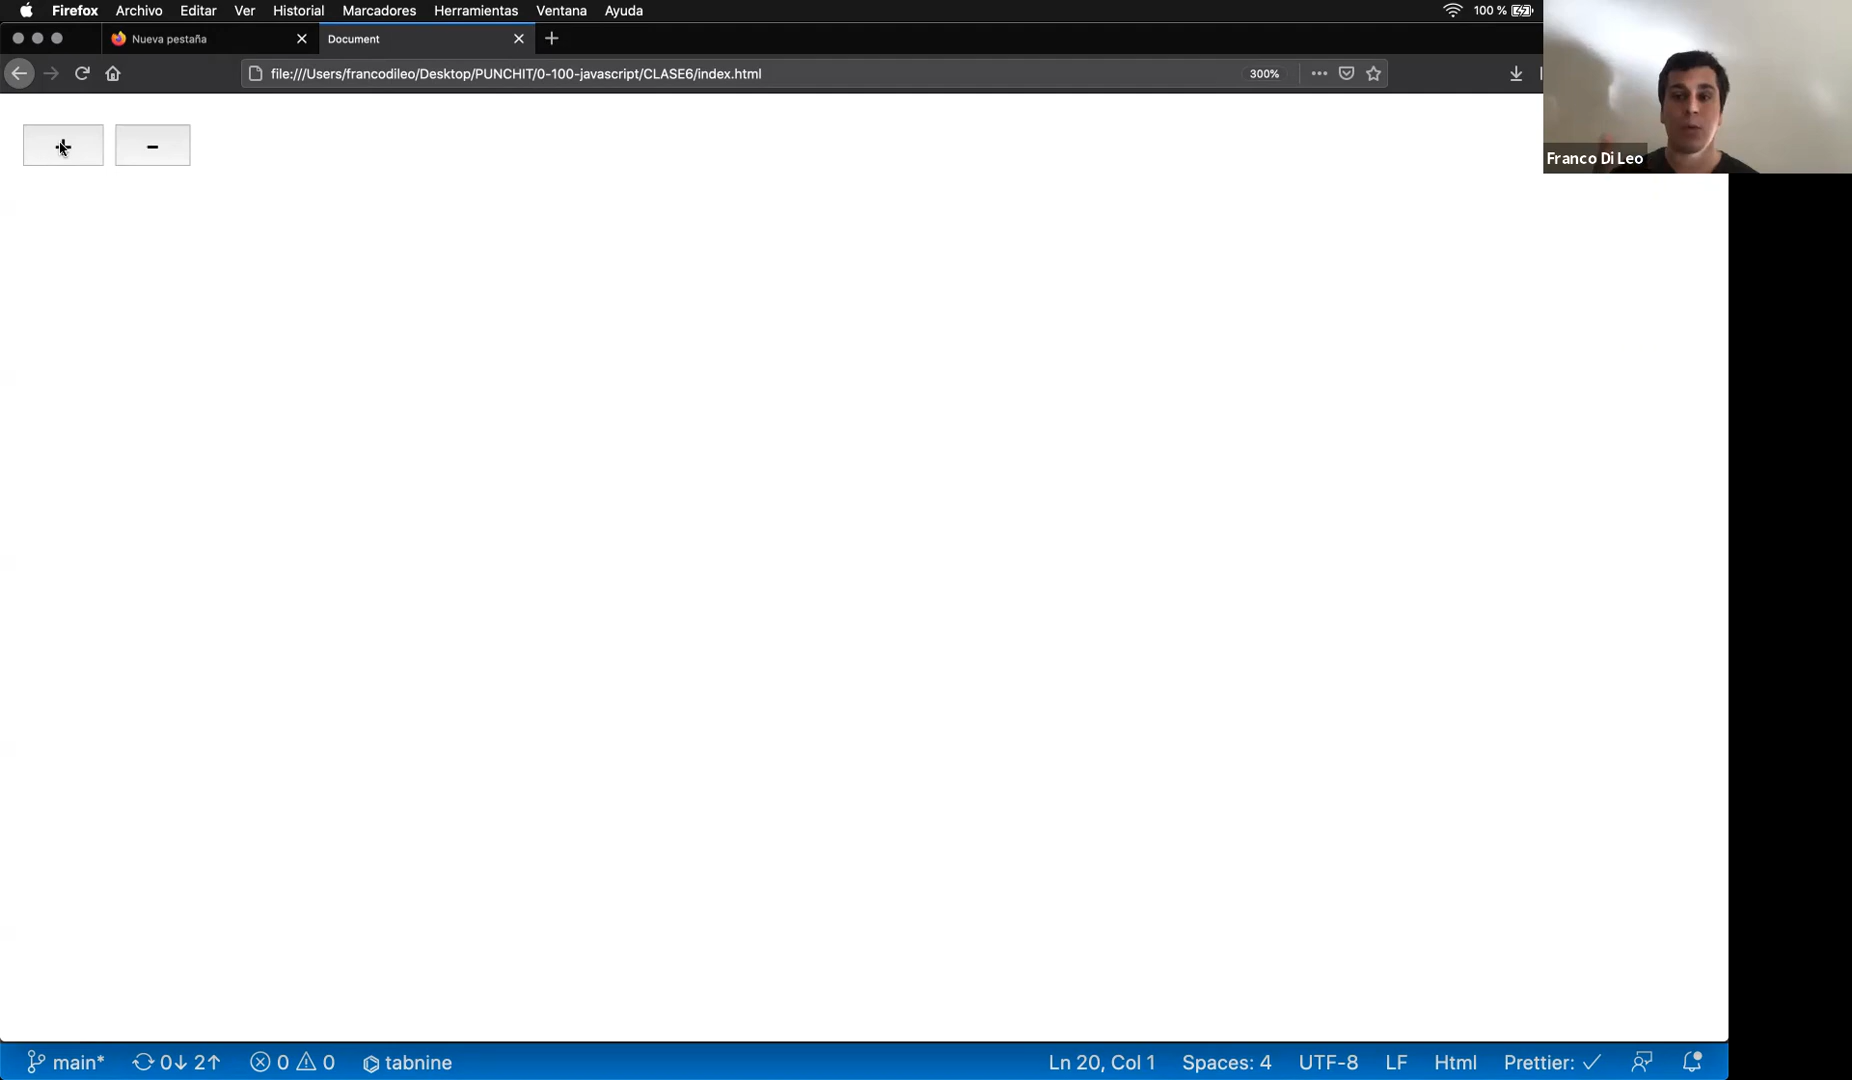 Firefox Archivo Editar Ver Historial Marcadores Herramientas Ventana Ayuda 100 %
Nueva pestaña Document
file:///Users/francodileo/Desktop/PUNCHIT/0-100-javascript/CLASE6/index.html 300%
+ -
Franco Di Leo
main* 0↓ 2↑ 0 0 tabnine Ln 20, Col 1 Spaces: 4 UTF-8 LF Html Prettier: ✓